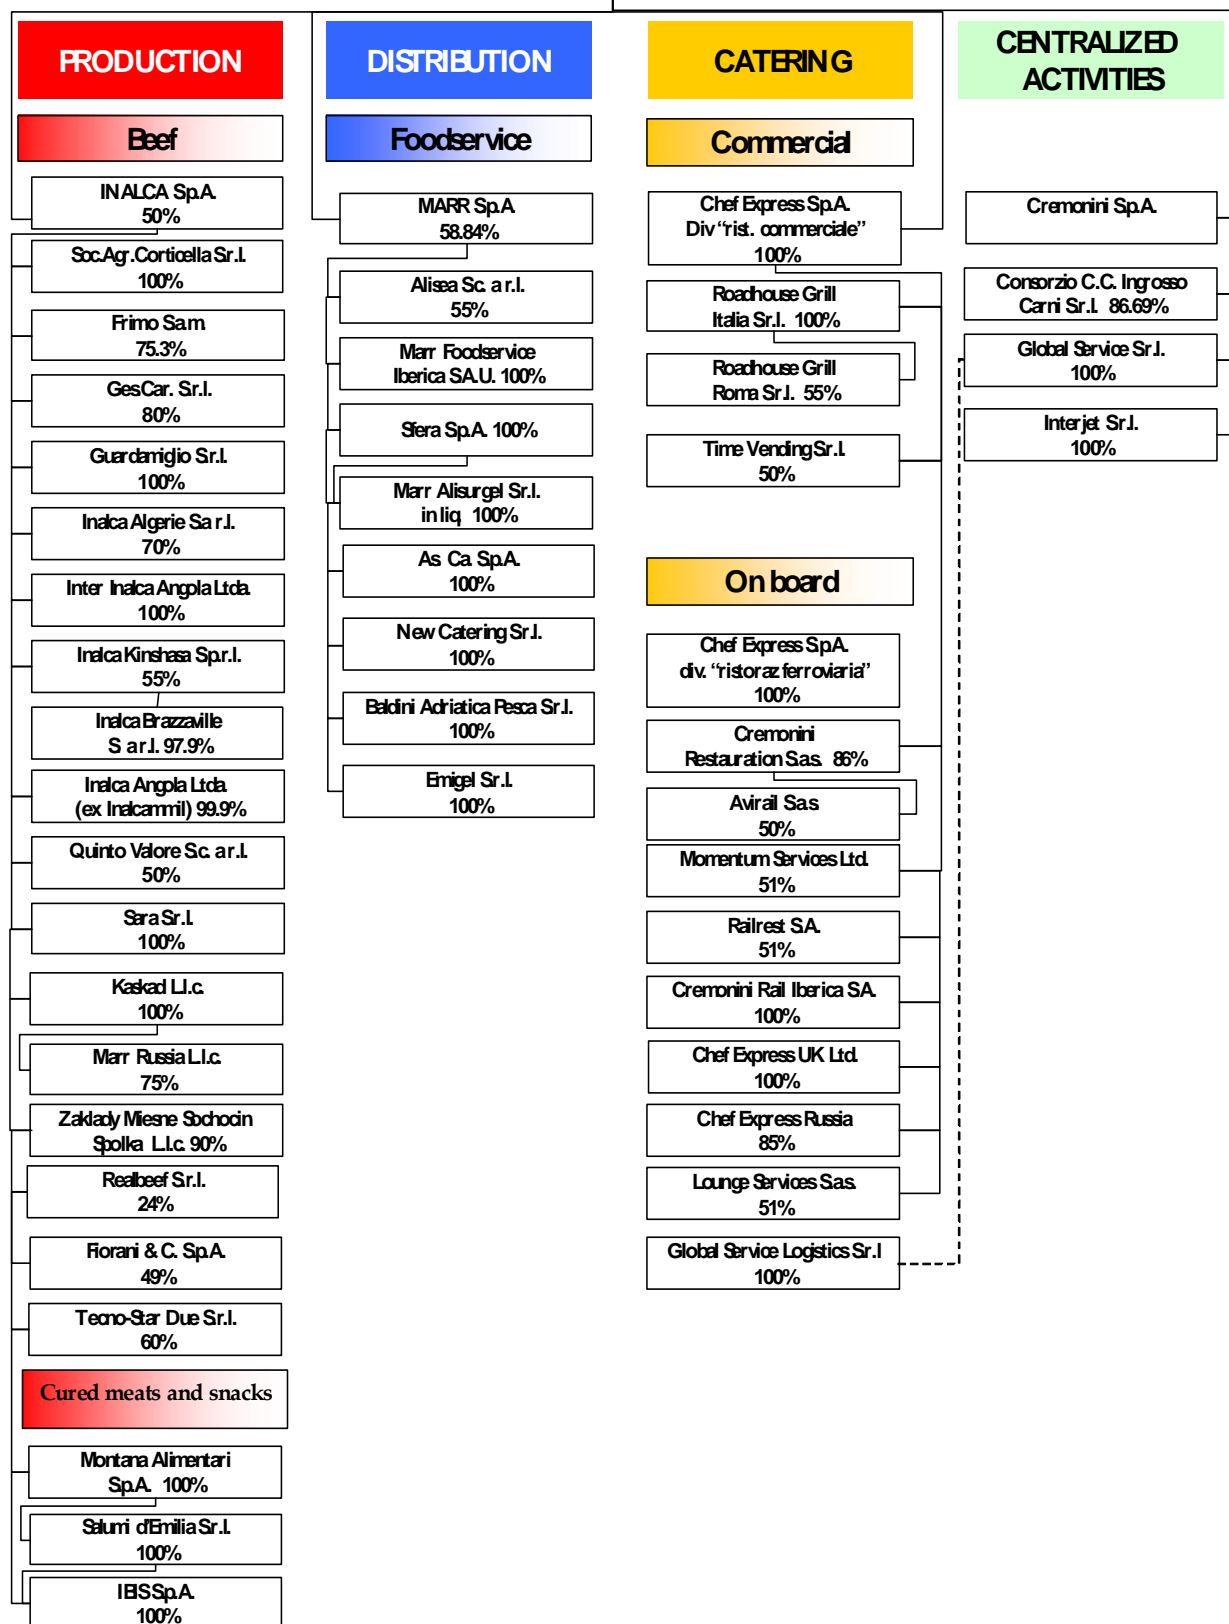 PRODUCTION
Beef
INALCA S.p.A.
50%
Soc.Agr.Corticella S.r.l.
100%
Frimo S.a.m.
75.3%
Ges.Car. S.r.l.
80%
Guardamiglio S.r.l.
100%
Inalca Algerie S.a r.l.
70%
Inter Inalca Angola Ltda.
100%
Inalca Kinshasa S.p.r.l.
55%
Inalca Brazzaville
S. ar.l. 97.9%
Inalca Angola Ltda.
(ex Inalcammil) 99.9%
Quinto Valore S.c. a r.l.
50%
Sara S.r.l.
100%
Kaskad L.l.c.
100%
Marr Russia L.l.c.
75%
Zaklady Miesne Sochocin
Spolka L.l.c. 90%
Realbeef S.r.l.
24%
Fiorani & C. S.p.A.
49%
Tecno-Star Due S.r.l.
60%
Cured meats and snacks
Montana Alimentari
S.p.A. 100%
Salumi d'Emilia S.r.l.
100%
IBIS S.p.A.
100%
DISTRIBUTION
Foodservice
MARR S.p.A.
58.84%
Alisea S.c. a r.l.
55%
Marr Foodservice
Iberica S.A.U. 100%
Sfera S.p.A. 100%
Marr Alisurgel S.r.l.
in liq. 100%
As. Ca. S.p.A.
100%
New Catering S.r.l.
100%
Baldini Adriatica Pesca S.r.l.
100%
Emigel S.r.l.
100%
CATERING
Commercial
Chef Express S.p.A.
Div "rist. commerciale"
100%
Roadhouse Grill
Italia S.r.l. 100%
Roadhouse Grill
Roma S.r.l. 55%
Time Vending S.r.l.
50%
On board
Chef Express S.p.A.
div. "ristoraz ferroviaria"
100%
Cremonini
Restauration S.a.s. 86%
Avirail S.a.s.
50%
Momentum Services Ltd.
51%
Railrest S.A.
51%
Cremonini Rail Iberica S.A.
100%
Chef Express UK Ltd.
100%
Chef Express Russia
85%
Lounge Services S.a.s.
51%
Global Service Logistics S.r.l
100%
CENTRALIZED
ACTIVITIES
Cremonini S.p.A.
Consorzio C.C. Ingrosso
Carni S.r.l. 86.69%
Global Service S.r.l.
100%
Interjet S.r.l.
100%